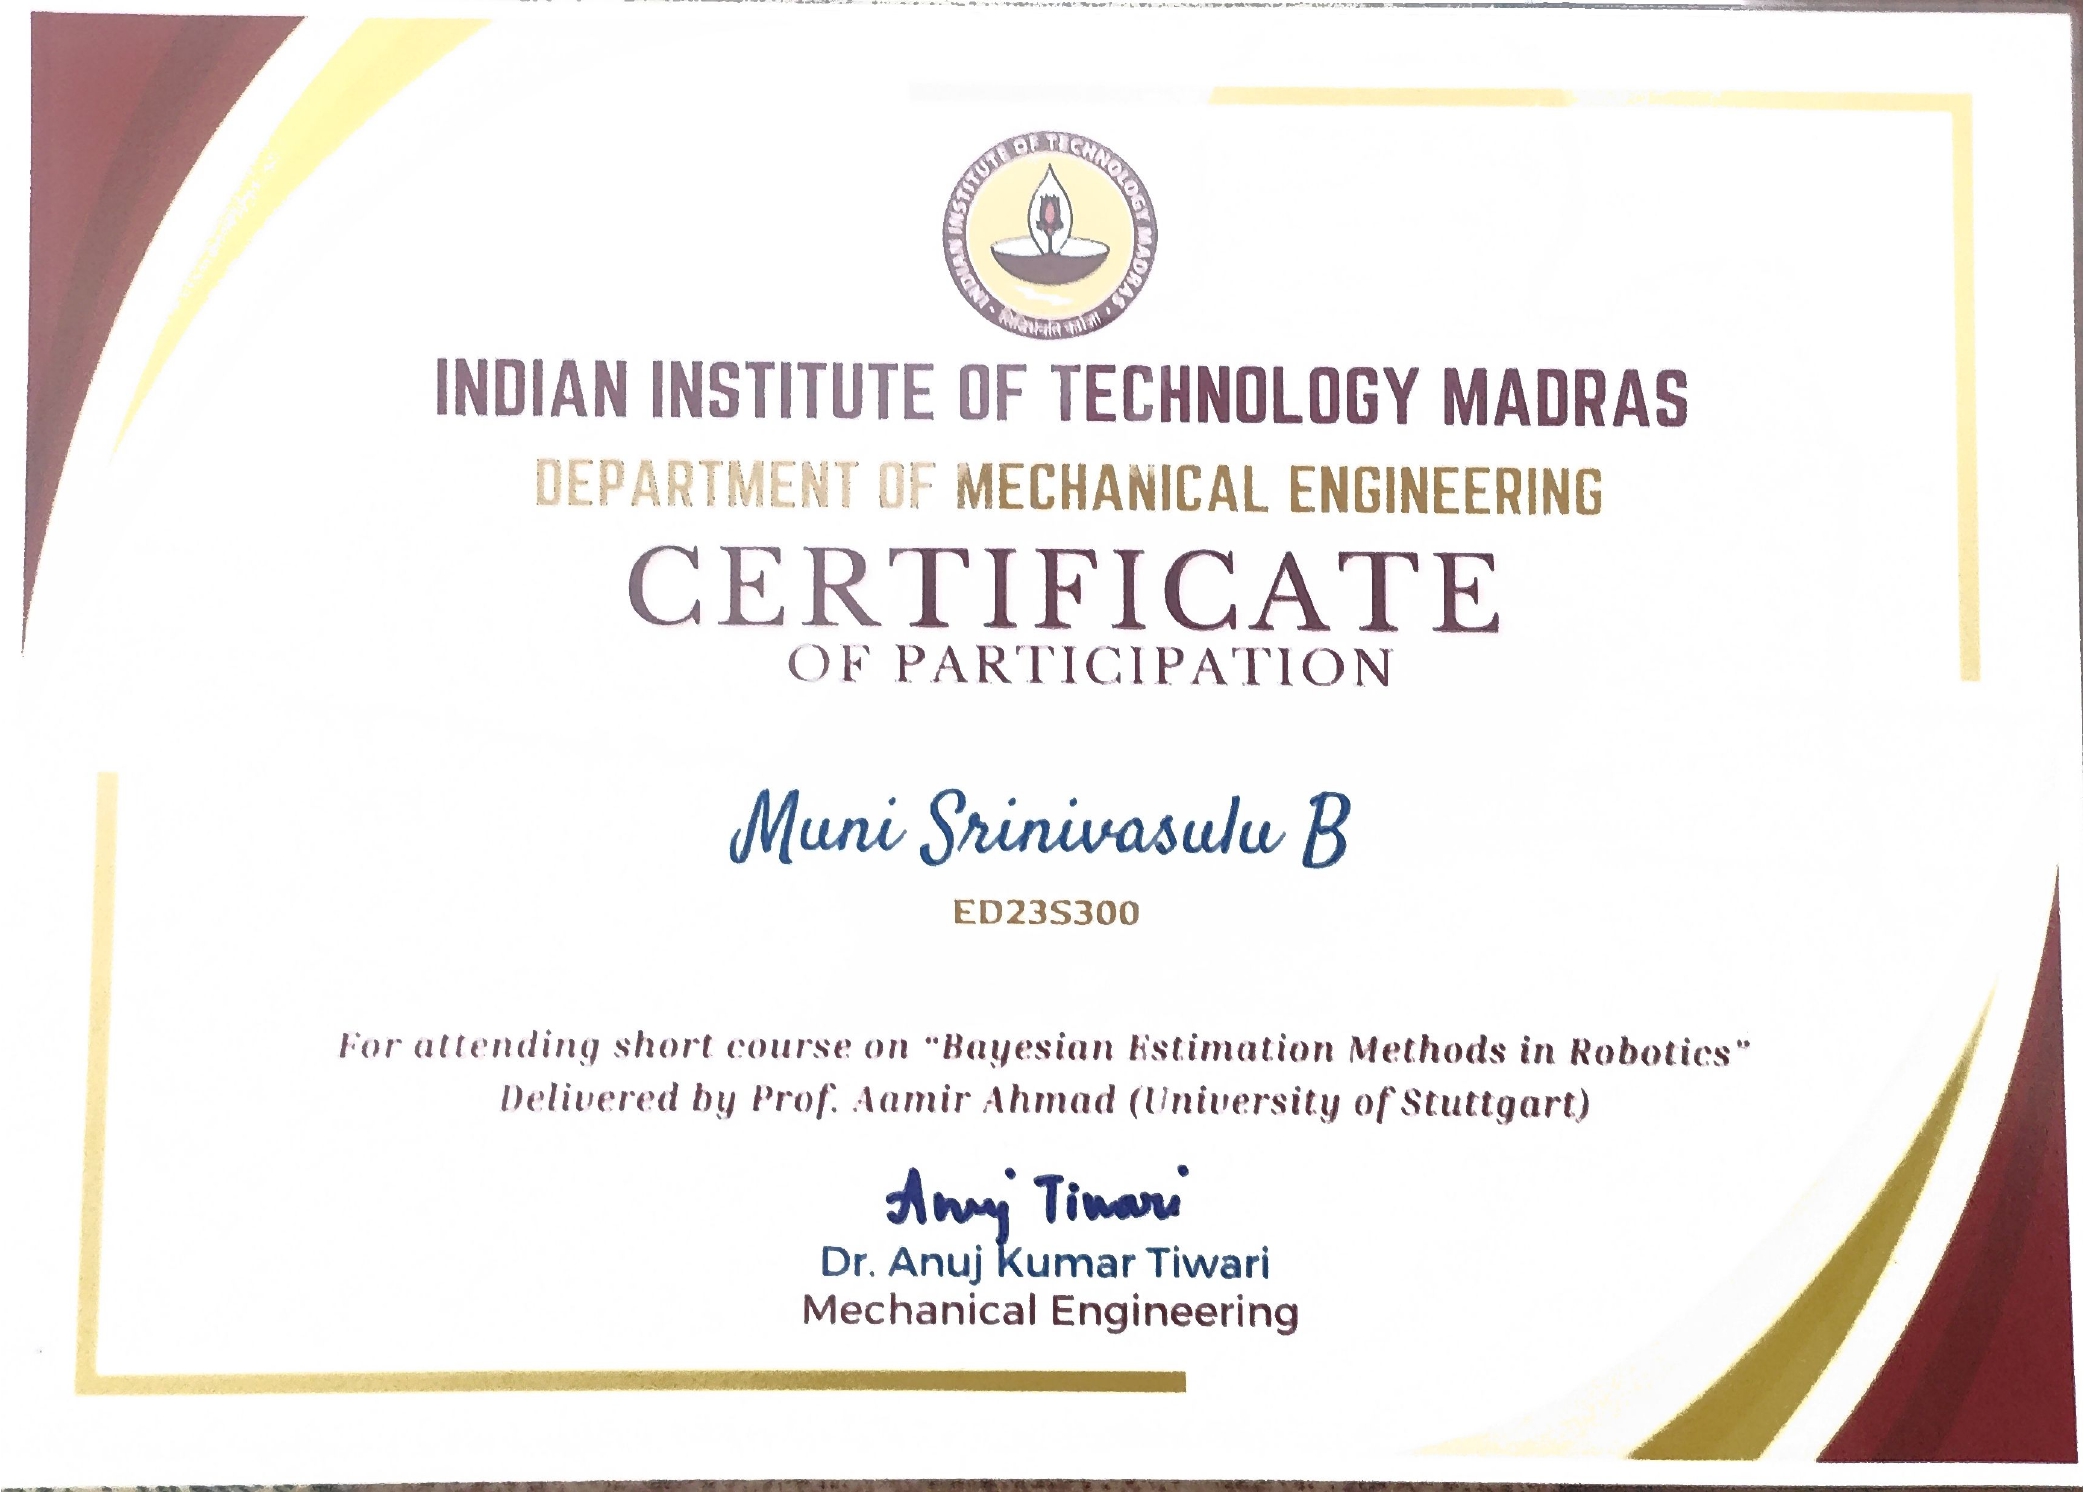 INDIAN INSTITUTE OF TECHNOLOGY MADRAS
INDIAN INSTITUTE OF TECHNOLOGY MADRAS
DEPARTMENT OF MECHANICAL ENGINEERING
CERTIFICATE
OF PARTICIPATION
Muni Srinivasulu B
ED23S300
For attending short course on "Bayesian Estimation Methods in Robotics"
Delivered by Prof. Aamir Ahmad (University of Stuttgart)
Anuj Tiwari
Dr. Anuj Kumar Tiwari
Mechanical Engineering